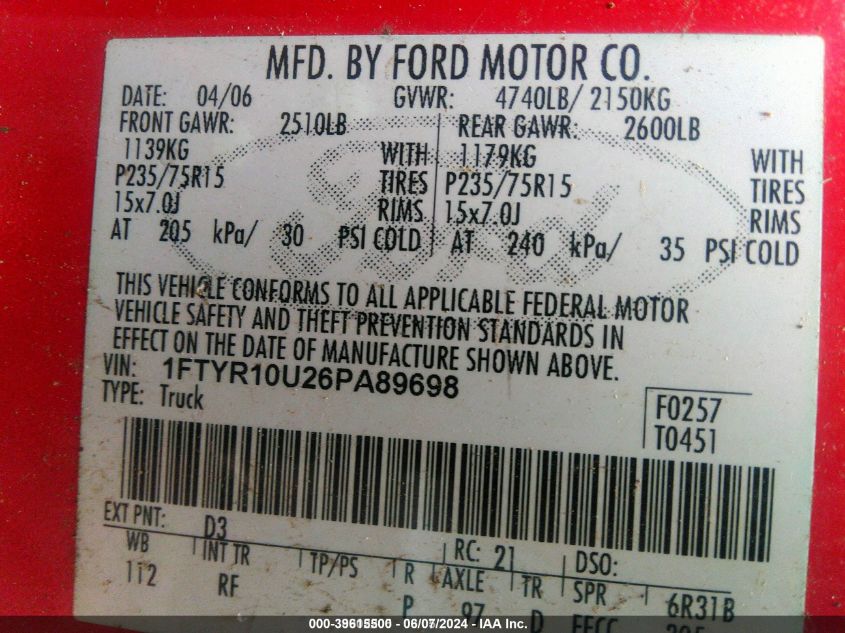 MFD. BY FORD MOTOR CO.
DATE: 04/06 GVWR: 4740LB/ 2150KG
FRONT GAWR: 2510LB REAR GAWR: 2600LB
1139KG WITH 1179KG WITH
P235/75R15 TIRES P235/75R15 TIRES
15x7.0J RIMS 15x7.0J RIMS
AT 205 kPa/ 30 PSI COLD AT 240 kPa/ 35 PSI COLD
Ford
THIS VEHICLE CONFORMS TO ALL APPLICABLE FEDERAL MOTOR
VEHICLE SAFETY AND THEFT PREVENTION STANDARDS IN
EFFECT ON THE DATE OF MANUFACTURE SHOWN ABOVE.
VIN: 1FTYR10U26PA89698
TYPE: Truck
F0257
T0451
EXT PNT: D3 RC: 21 DSO:
WB INT TR TP/PS R AXLE TR SPR 6R31B
112 RF P 97 D
000-39615500 - 06/07/2024 - IAA Inc.